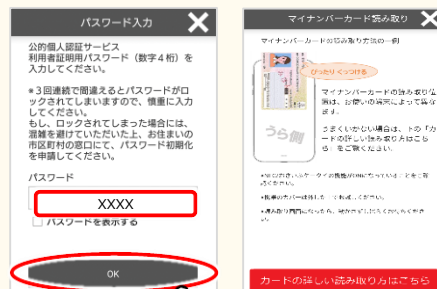 パスワード入力
公的個人認証サービス
利用者証明用パスワード（数字４桁）を
入力してください。
＊３回連続で間違えるとパスワードがロ
ックされてしまいますので、慎重に入力
してください。
もし、ロックされてしまった場合には、
混雑を避けていただいた上、お住まいの
市区町村の窓口にて、パスワード初期化
を申請してください。
パスワード
XXXX
パスワードを表示する
OK
マイナンバーカード読み取り
マイナンバーカードの読み取り方法の一例
ぴったりくっつける
うら側
マイナンバーカードの読み取り位
置は、お使いの端末によって異な
ます。
うまくいかない場合は、下の「カ
ードの詳しい読み取り方はこち
ら」をご覧ください。
カードの詳しい読み取り方はこちら